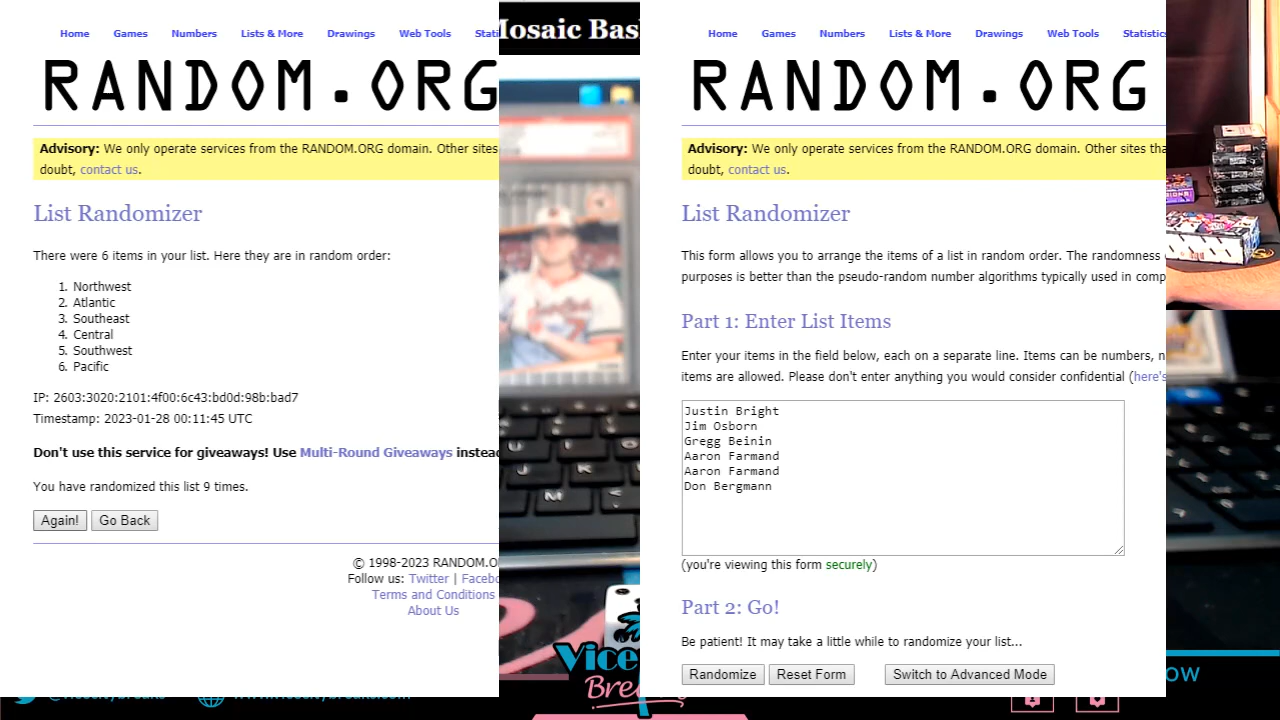 Home Games Numbers Lists & More Drawings Web Tools
RANDOM.ORG
Advisory: We only operate services from the RANDOM.ORG domain. Other sites
doubt, contact us.
List Randomizer
There were 6 items in your list. Here they are in random order:
1. Northwest
2. Atlantic
3. Southeast
4. Central
5. Southwest
6. Pacific
IP: 2603:3020:2101:4f00:6c43:bd0d:98b:bad7
Timestamp: 2023-01-28 00:11:45 UTC
Don't use this service for giveaways! Use Multi-Round Giveaways instead
You have randomized this list 9 times.
Again! Go Back
© 1998-2023 RANDOM.O
Follow us: Twitter |
Terms and Conditions
About Us
Mosaic
Home Games Numbers Lists & More Drawings Web Tools Statistics
RANDOM.ORG
Advisory: We only operate services from the RANDOM.ORG domain. Other sites
doubt, contact us.
List Randomizer
This form allows you to arrange the items of a list in random order. The randomness
purposes is better than the pseudo-random number algorithms typically used in
Part 1: Enter List Items
Enter your items in the field below, each on a separate line. Items can be numbers,
items are allowed. Please don't enter anything you would consider confidential (here's
Justin Bright
Jim Osborn
Gregg Beinin
Aaron Farmand
Aaron Farmand
Don Bergmann
(you're viewing this form securely)
Part 2: Go!
Be patient! It may take a little while to randomize your list...
Randomize Reset Form Switch to Advanced Mode
Vice